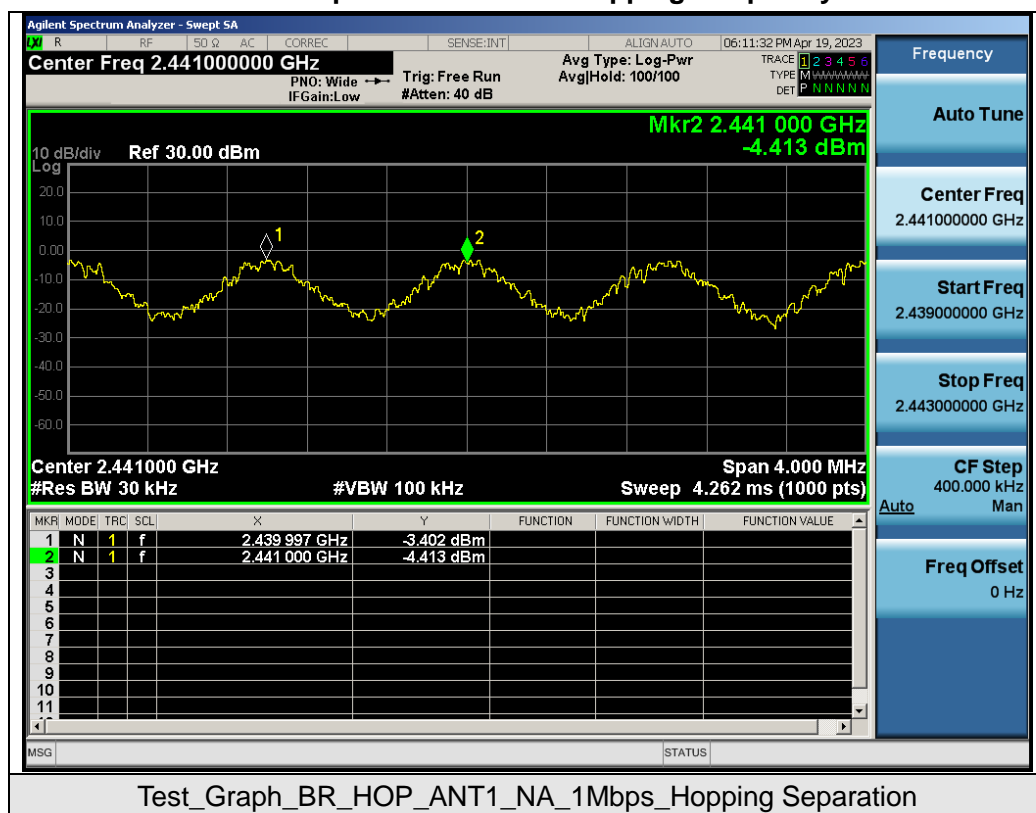 Agilent Spectrum Analyzer - Swept SA
LXI R RF 50 Ω AC CORREC SENSE:INT ALIGN AUTO 06:11:32 PM Apr 19, 2023
Center Freq 2.441000000 GHz
PNO: Wide
IFGain:Low
Trig: Free Run
#Atten: 40 dB
Avg Type: Log-Pwr
Avg|Hold: 100/100
TRACE 1 2 3 4 5 6
TYPE M
DET P N N N N N
Mkr2 2.441 000 GHz
-4.413 dBm
10 dB/div Ref 30.00 dBm
Log
20.0
10.0
0.00
-10.0
-20.0
-30.0
-40.0
-50.0
-60.0
1
2
Center 2.441000 GHz Span 4.000 MHz
#Res BW 30 kHz #VBW 100 kHz Sweep 4.262 ms (1000 pts)
MKR MODE TRC SCL X Y FUNCTION FUNCTION WIDTH FUNCTION VALUE
1 N 1 f 2.439 997 GHz -3.402 dBm
2 N 1 f 2.441 000 GHz -4.413 dBm
3
4
5
6
7
8
9
10
11
MSG STATUS
Frequency
Auto Tune
Center Freq
2.441000000 GHz
Start Freq
2.439000000 GHz
Stop Freq
2.443000000 GHz
CF Step
400.000 kHz
Auto Man
Freq Offset
0 Hz
Test_Graph_BR_HOP_ANT1_NA_1Mbps_Hopping Separation